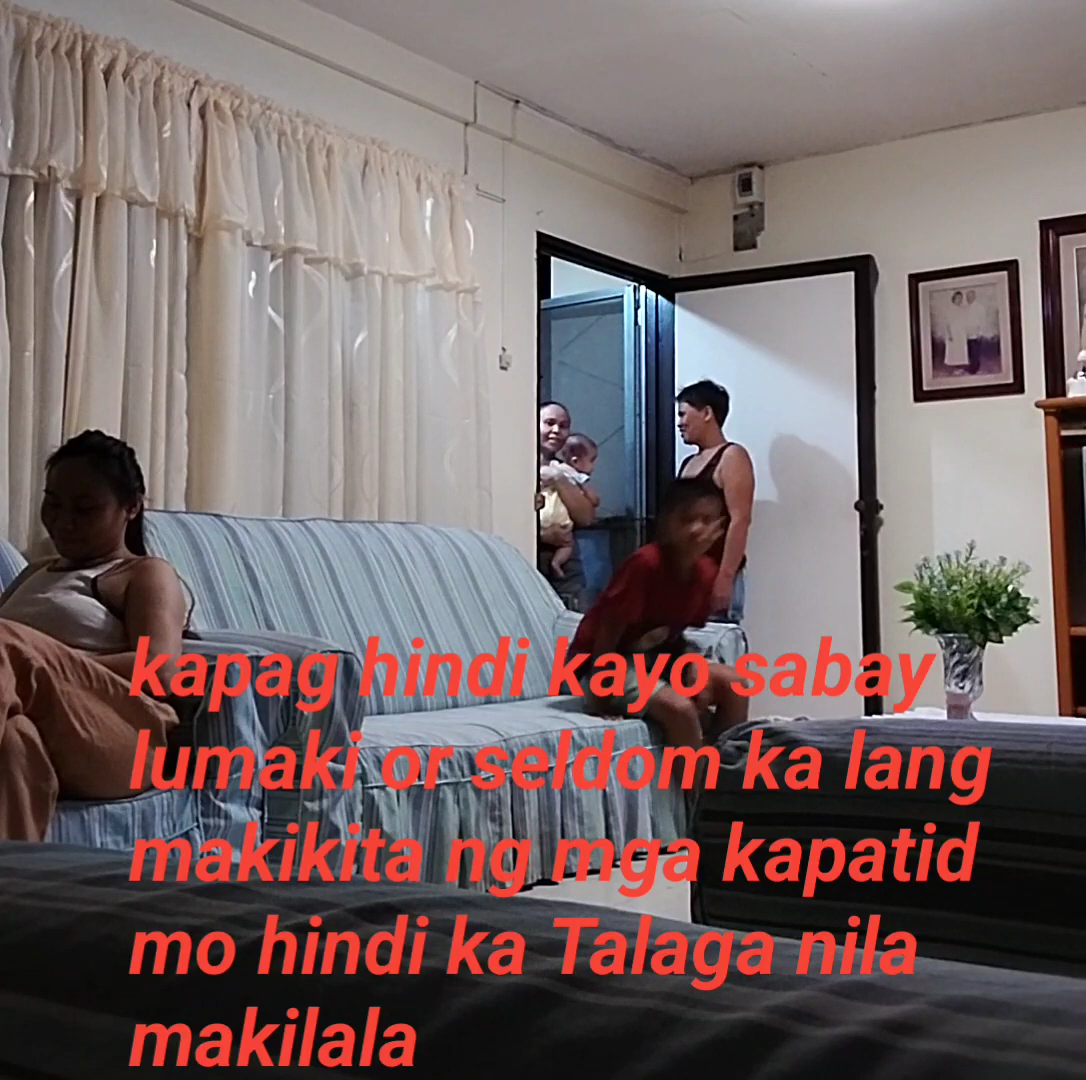 kapag hindi kayo sabay
lumaki or seldom ka lang
makikita ng mga kapatid
mo hindi ka Talaga nila
makilala